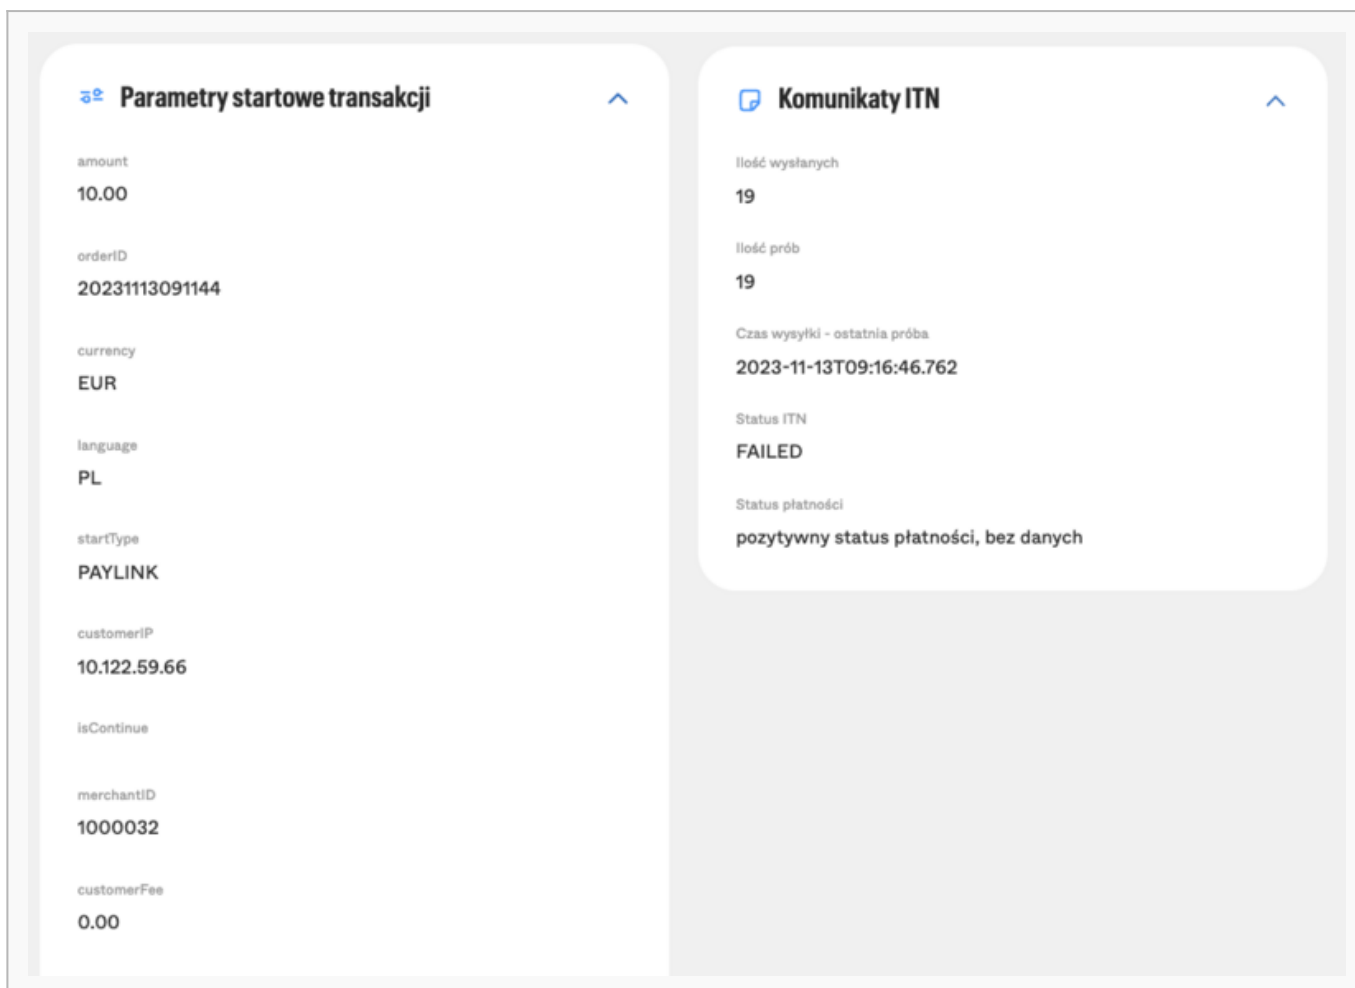 Parametry startowe transakcji
amount
10.00
orderID
20231113091144
currency
EUR
language
PL
startType
PAYLINK
customerIP
10.122.59.66
isContinue
merchantID
1000032
customerFee
0.00
Komunikaty ITN
Ilość wysłanych
19
Ilość prób
19
Czas wysyłki - ostatnia próba
2023-11-13T09:16:46.762
Status ITN
FAILED
Status płatności
pozytywny status płatności, bez danych